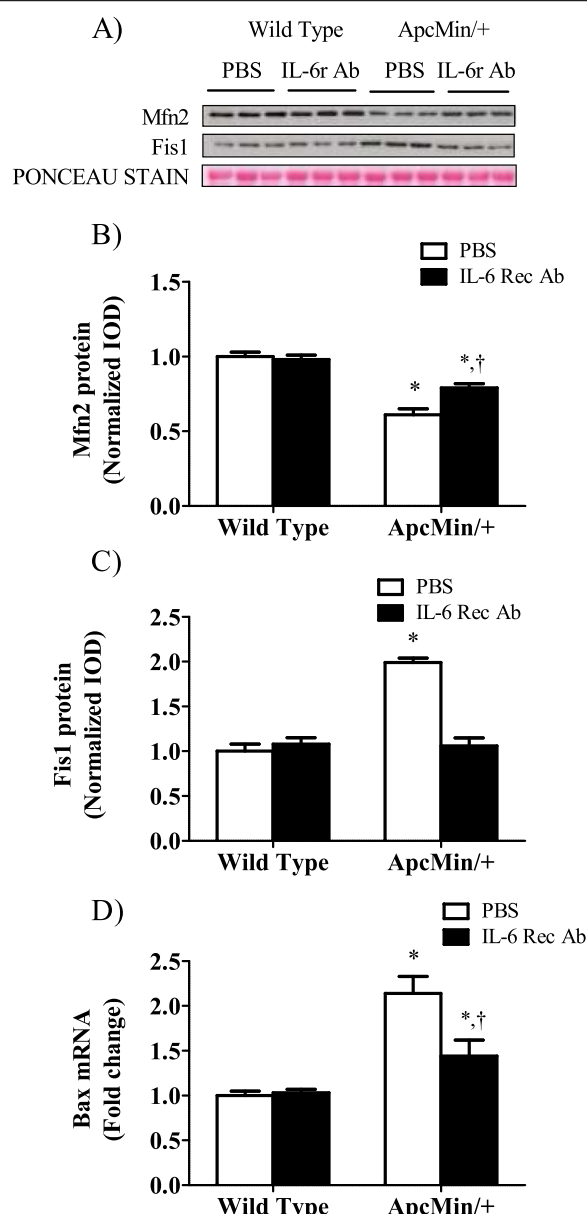 A)
Wild Type ApcMin/+
PBS IL-6r Ab PBS IL-6r Ab
Mfn2
Fis1
PONCEAU STAIN
B)
PBS
IL-6 Rec Ab
Mfn2 protein
(Normalized IOD)
1.5
1.0
0.5
0.0
*
*,†
Wild Type ApcMin/+
C)
PBS
IL-6 Rec Ab
Fis1 protein
(Normalized IOD)
2.5
2.0
1.5
1.0
0.5
0.0
*
Wild Type ApcMin/+
D)
PBS
IL-6 Rec Ab
Bax mRNA
(Fold change)
2.5
2.0
1.5
1.0
0.5
0.0
*
*,†
Wild Type ApcMin/+